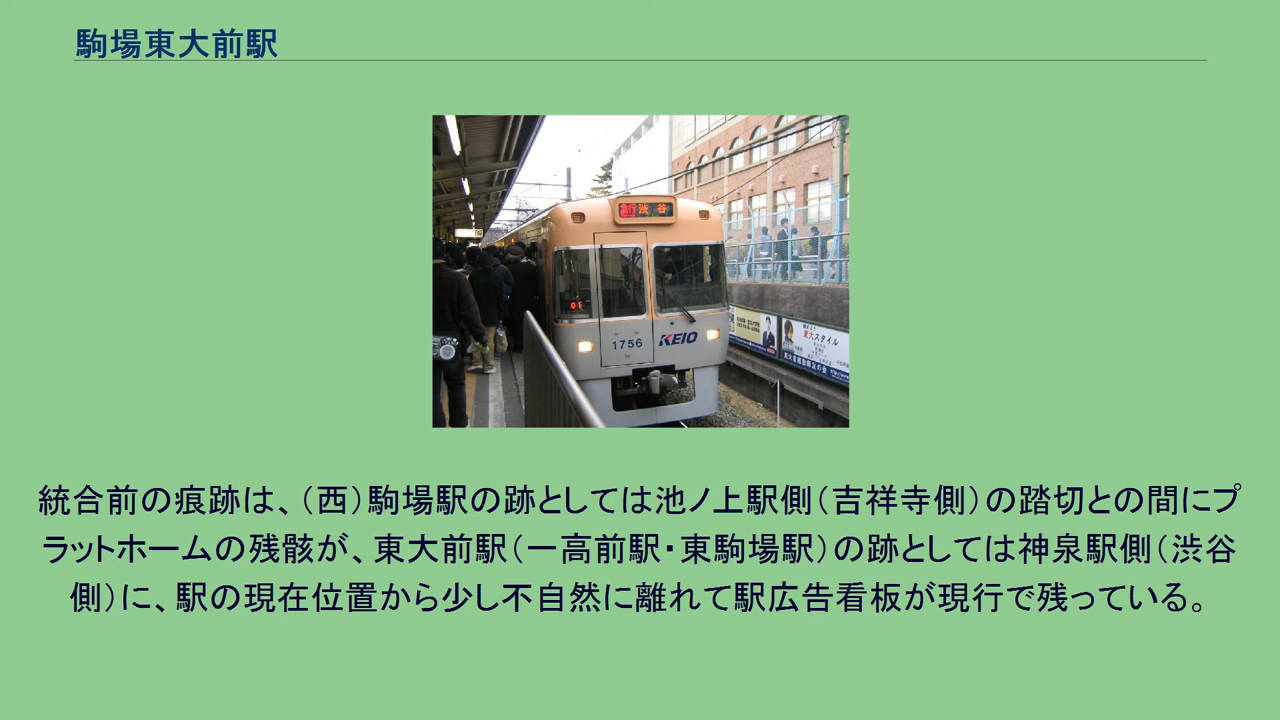 駒場東大前駅
急行 渋谷
1756
KEIO
東大スタイル
統合前の痕跡は、（西）駒場駅の跡としては池ノ上駅側（吉祥寺側）の踏切との間にプ
ラットホームの残骸が、東大前駅（一高前駅・東駒場駅）の跡としては神泉駅側（渋谷
側）に、駅の現在位置から少し不自然に離れて駅広告看板が現行で残っている。